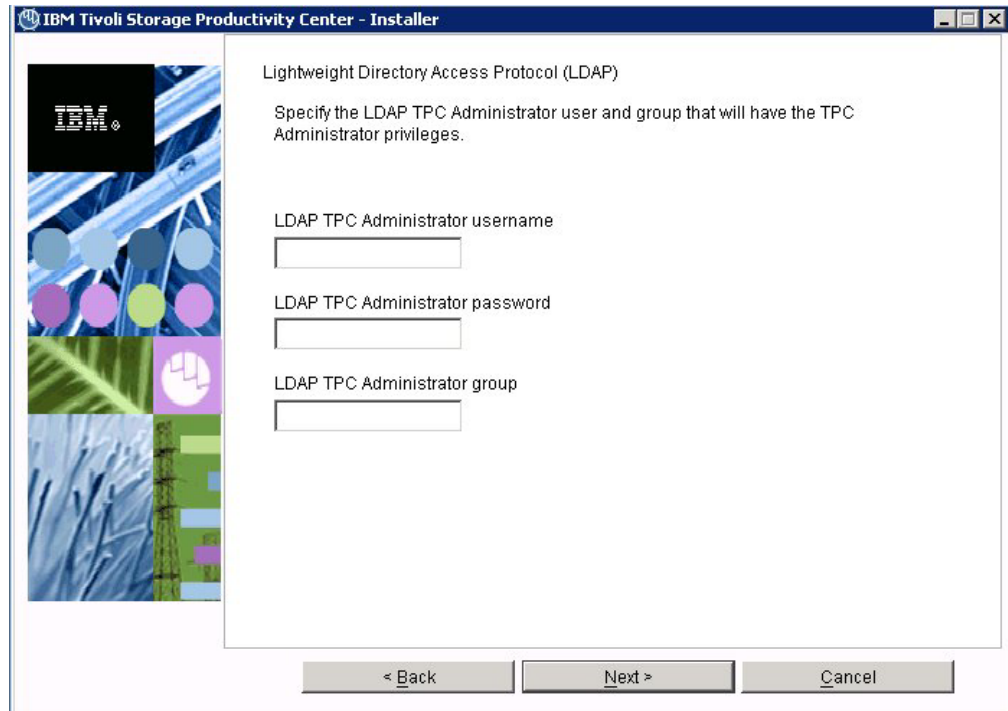 IBM Tivoli Storage Productivity Center - Installer
IBM®
Lightweight Directory Access Protocol (LDAP)
Specify the LDAP TPC Administrator user and group that will have the TPC
Administrator privileges.
LDAP TPC Administrator username
LDAP TPC Administrator password
LDAP TPC Administrator group
< Back
Next >
Cancel